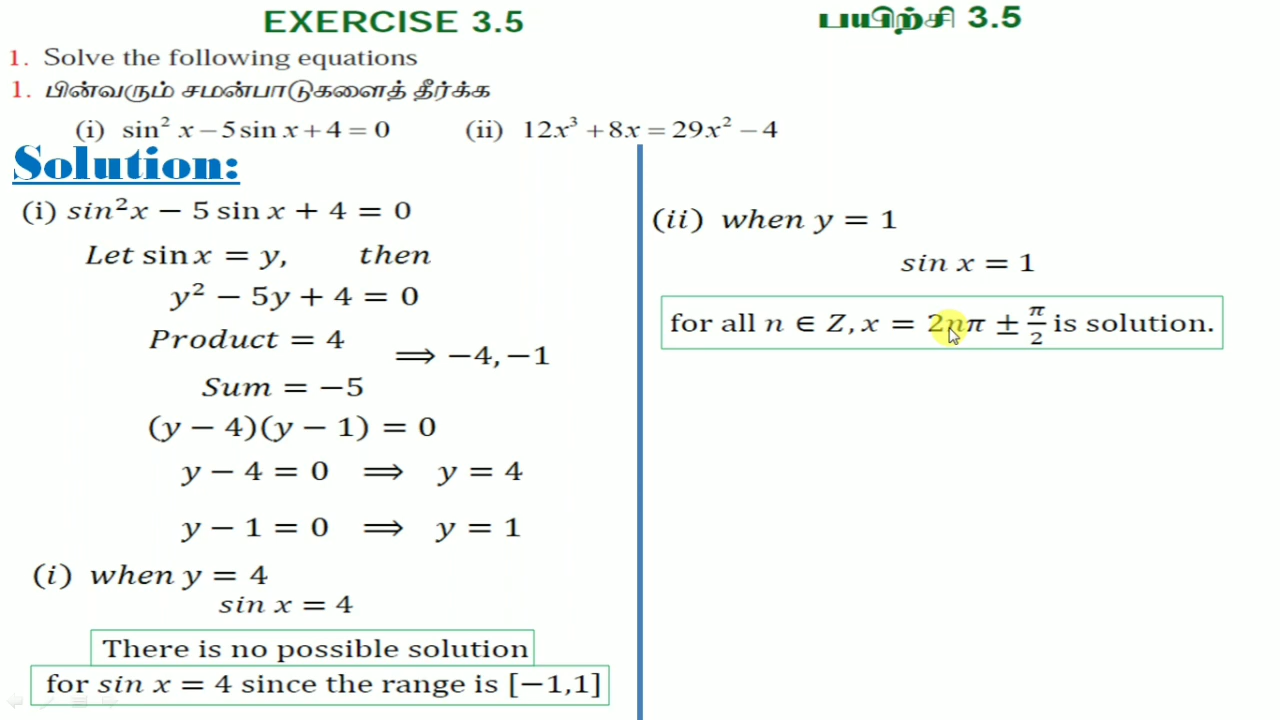 EXERCISE 3.5
பயிற்சி 3.5
1. Solve the following equations
1. பின்வரும் சமன்பாடுகளைத் தீர்க்க
(i) sin² x − 5 sin x + 4 = 0 (ii) 12x³ + 8x = 29x² − 4
Solution:
(i) sin²x − 5 sin x + 4 = 0
Let sin x = y, then
y² − 5y + 4 = 0
Product = 4
⟹ −4, −1
Sum = −5
(y − 4)(y − 1) = 0
y − 4 = 0 ⟹ y = 4
y − 1 = 0 ⟹ y = 1
(i) when y = 4
sin x = 4
There is no possible solution
for sin x = 4 since the range is [−1,1]
(ii) when y = 1
sin x = 1
for all n ∈ Z, x = 2nπ ± π/2 is solution.